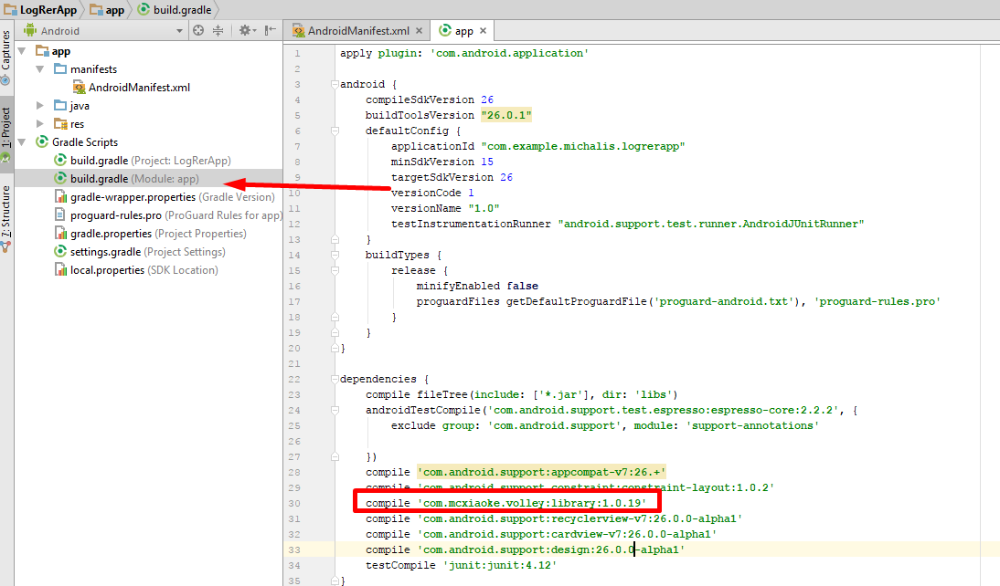 LogRerApp app build.gradle
Android
AndroidManifest.xml app
Captures
1: Project
7: Structure
app
manifests
AndroidManifest.xml
java
res
Gradle Scripts
build.gradle (Project: LogRerApp)
build.gradle (Module: app)
gradle-wrapper.properties (Gradle Version)
proguard-rules.pro (ProGuard Rules for app)
gradle.properties (Project Properties)
settings.gradle (Project Settings)
local.properties (SDK Location)
1 apply plugin: 'com.android.application'
2
3 android {
4 compileSdkVersion 26
5 buildToolsVersion "26.0.1"
6 defaultConfig {
7 applicationId "com.example.michalis.logrerapp"
8 minSdkVersion 15
9 targetSdkVersion 26
10 versionCode 1
11 versionName "1.0"
12 testInstrumentationRunner "android.support.test.runner.AndroidJUnitRunner"
13 }
14 buildTypes {
15 release {
16 minifyEnabled false
17 proguardFiles getDefaultProguardFile('proguard-android.txt'), 'proguard-rules.pro'
18 }
19 }
20 }
21
22 dependencies {
23 compile fileTree(include: ['*.jar'], dir: 'libs')
24 androidTestCompile('com.android.support.test.espresso:espresso-core:2.2.2', {
25 exclude group: 'com.android.support', module: 'support-annotations'
26
27 })
28 compile 'com.android.support:appcompat-v7:26.+'
29 compile 'com.android.support.constraint:constraint-layout:1.0.2'
30 compile 'com.mcxiaoke.volley:library:1.0.19'
31 compile 'com.android.support:recyclerview-v7:26.0.0-alpha1'
32 compile 'com.android.support:cardview-v7:26.0.0-alpha1'
33 compile 'com.android.support:design:26.0.0-alpha1'
34 testCompile 'junit:junit:4.12'
35 }